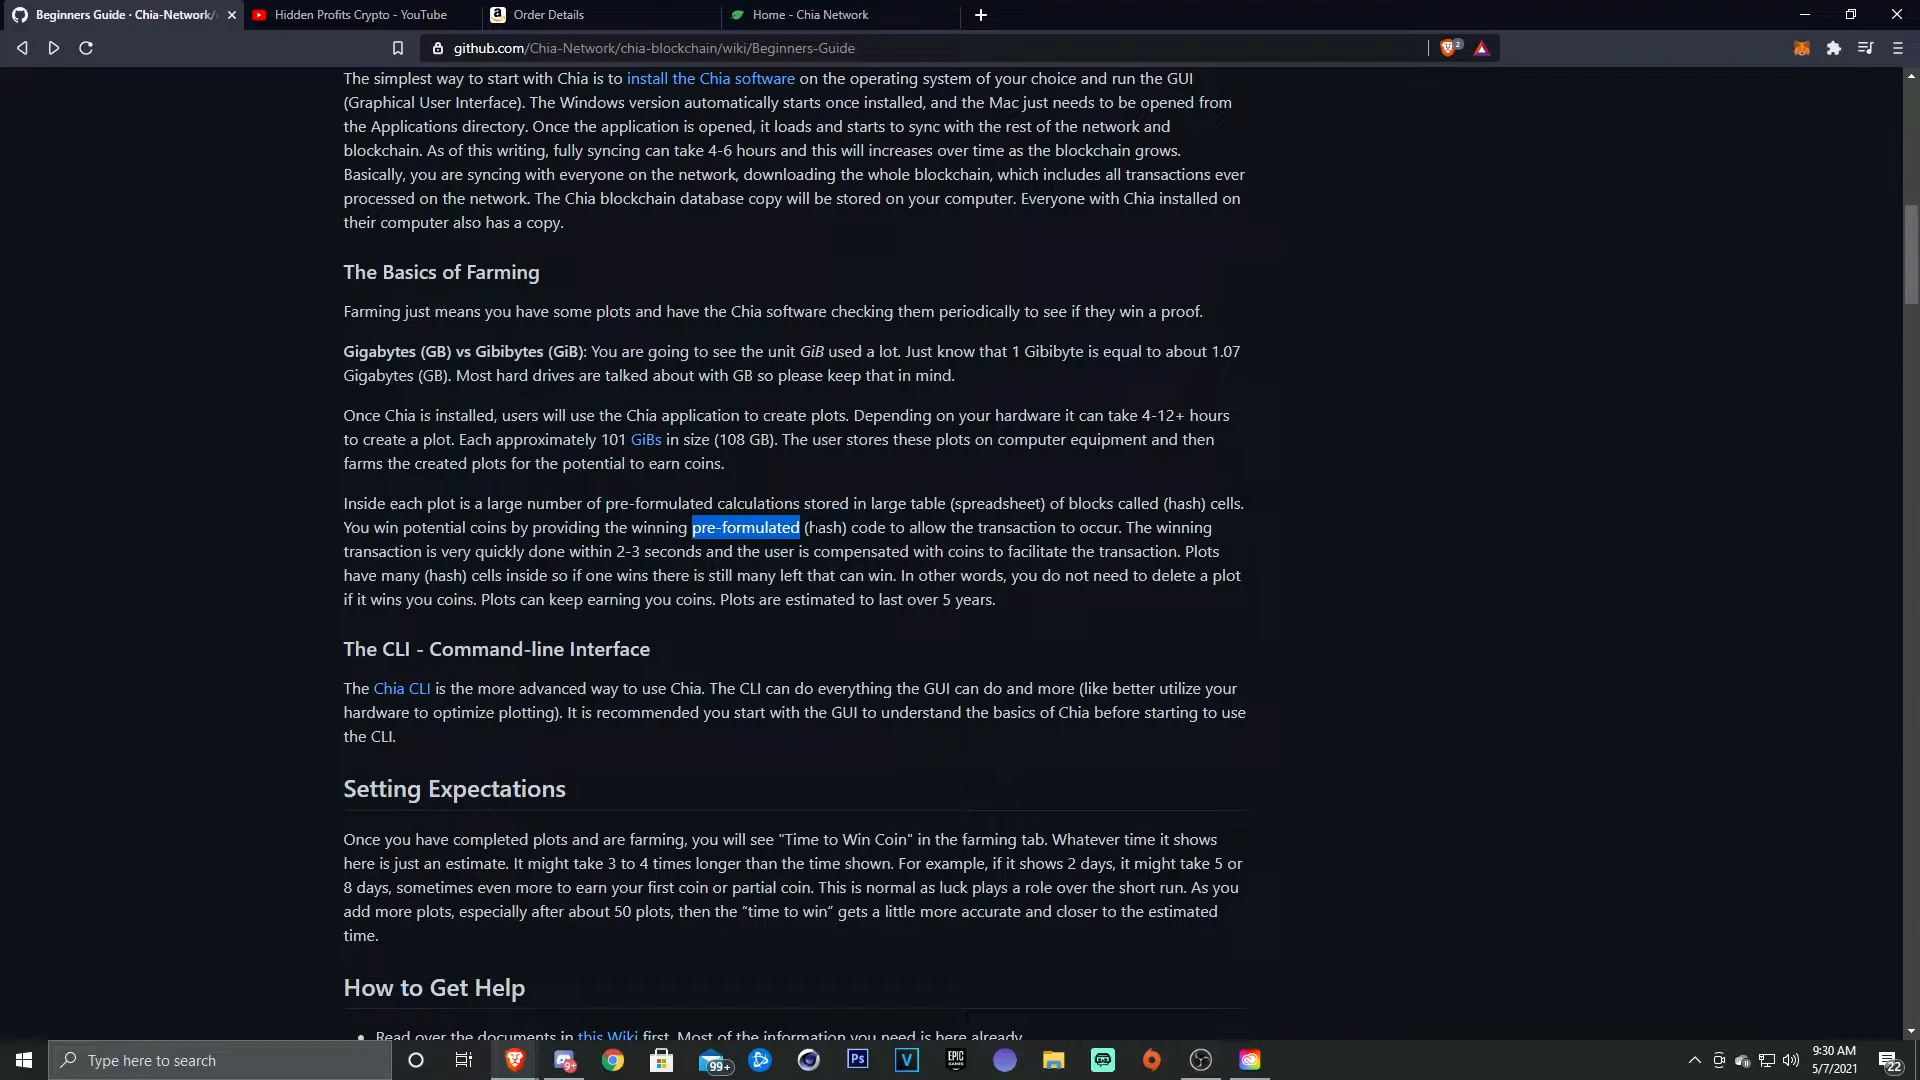 Beginners Guide · Chia-Network/
Hidden Profits Crypto - YouTube
Order Details
Home - Chia Network
github.com/Chia-Network/chia-blockchain/wiki/Beginners-Guide
2
The simplest way to start with Chia is to install the Chia software on the operating system of your choice and run the GUI
(Graphical User Interface). The Windows version automatically starts once installed, and the Mac just needs to be opened from
the Applications directory. Once the application is opened, it loads and starts to sync with the rest of the network and
blockchain. As of this writing, fully syncing can take 4-6 hours and this will increases over time as the blockchain grows.
Basically, you are syncing with everyone on the network, downloading the whole blockchain, which includes all transactions ever
processed on the network. The Chia blockchain database copy will be stored on your computer. Everyone with Chia installed on
their computer also has a copy.
The Basics of Farming
Farming just means you have some plots and have the Chia software checking them periodically to see if they win a proof.
Gigabytes (GB) vs Gibibytes (GiB): You are going to see the unit GiB used a lot. Just know that 1 Gibibyte is equal to about 1.07
Gigabytes (GB). Most hard drives are talked about with GB so please keep that in mind.
Once Chia is installed, users will use the Chia application to create plots. Depending on your hardware it can take 4-12+ hours
to create a plot. Each approximately 101 GiBs in size (108 GB). The user stores these plots on computer equipment and then
farms the created plots for the potential to earn coins.
Inside each plot is a large number of pre-formulated calculations stored in large table (spreadsheet) of blocks called (hash) cells.
You win potential coins by providing the winning pre-formulated (hash) code to allow the transaction to occur. The winning
transaction is very quickly done within 2-3 seconds and the user is compensated with coins to facilitate the transaction. Plots
have many (hash) cells inside so if one wins there is still many left that can win. In other words, you do not need to delete a plot
if it wins you coins. Plots can keep earning you coins. Plots are estimated to last over 5 years.
The CLI - Command-line Interface
The Chia CLI is the more advanced way to use Chia. The CLI can do everything the GUI can do and more (like better utilize your
hardware to optimize plotting). It is recommended you start with the GUI to understand the basics of Chia before starting to use
the CLI.
Setting Expectations
Once you have completed plots and are farming, you will see "Time to Win Coin" in the farming tab. Whatever time it shows
here is just an estimate. It might take 3 to 4 times longer than the time shown. For example, if it shows 2 days, it might take 5 or
8 days, sometimes even more to earn your first coin or partial coin. This is normal as luck plays a role over the short run. As you
add more plots, especially after about 50 plots, then the “time to win” gets a little more accurate and closer to the estimated
time.
How to Get Help
Read over the documents in this Wiki first. Most of the information you need is here already.
Type here to search
9+
99+
Ps
V
EPIC
GAMES
9:30 AM
5/7/2021
22